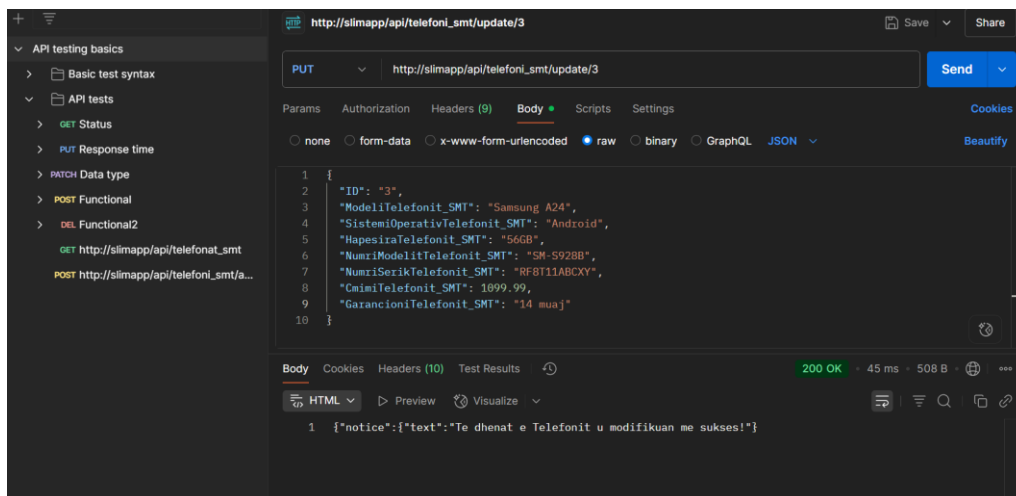 http://slimapp/api/telefoni_smt/update/3
Save
Share
API testing basics
Basic test syntax
API tests
GET Status
PUT Response time
PATCH Data type
POST Functional
DEL Functional2
GET http://slimapp/api/telefonat_smt
POST http://slimapp/api/telefoni_smt/a...
PUT http://slimapp/api/telefoni_smt/update/3
Send
Params Authorization Headers (9) Body Scripts Settings
Cookies
none form-data x-www-form-urlencoded raw binary GraphQL JSON
Beautify
1 {
2 "ID": "3",
3 "ModeliTelefonit_SMT": "Samsung A24",
4 "SistemiOperativTelefonit_SMT": "Android",
5 "HapesiraTelefonit_SMT": "56GB",
6 "NumriModelitTelefonit_SMT": "SM-S928B",
7 "NumriSerikTelefonit_SMT": "RF8T11ABCXY",
8 "CmimiTelefonit_SMT": 1099.99,
9 "GarancioniTelefonit_SMT": "14 muaj"
10 }
Body Cookies Headers (10) Test Results
200 OK 45 ms 508 B
HTML Preview Visualize
1 {"notice":{"text":"Te dhenat e Telefonit u modifikuan me sukses!"}